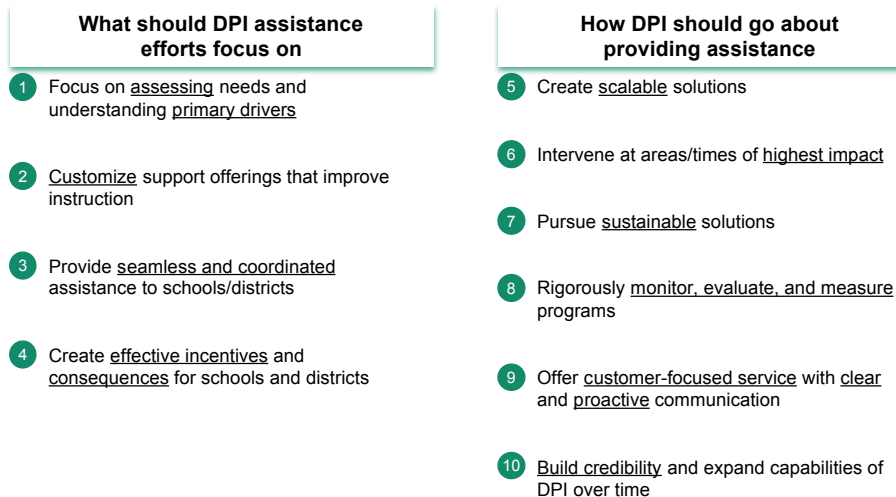 What should DPI assistance
efforts focus on
1 Focus on assessing needs and
understanding primary drivers
2 Customize support offerings that improve
instruction
3 Provide seamless and coordinated
assistance to schools/districts
4 Create effective incentives and
consequences for schools and districts
How DPI should go about
providing assistance
5 Create scalable solutions
6 Intervene at areas/times of highest impact
7 Pursue sustainable solutions
8 Rigorously monitor, evaluate, and measure
programs
9 Offer customer-focused service with clear
and proactive communication
10 Build credibility and expand capabilities of
DPI over time